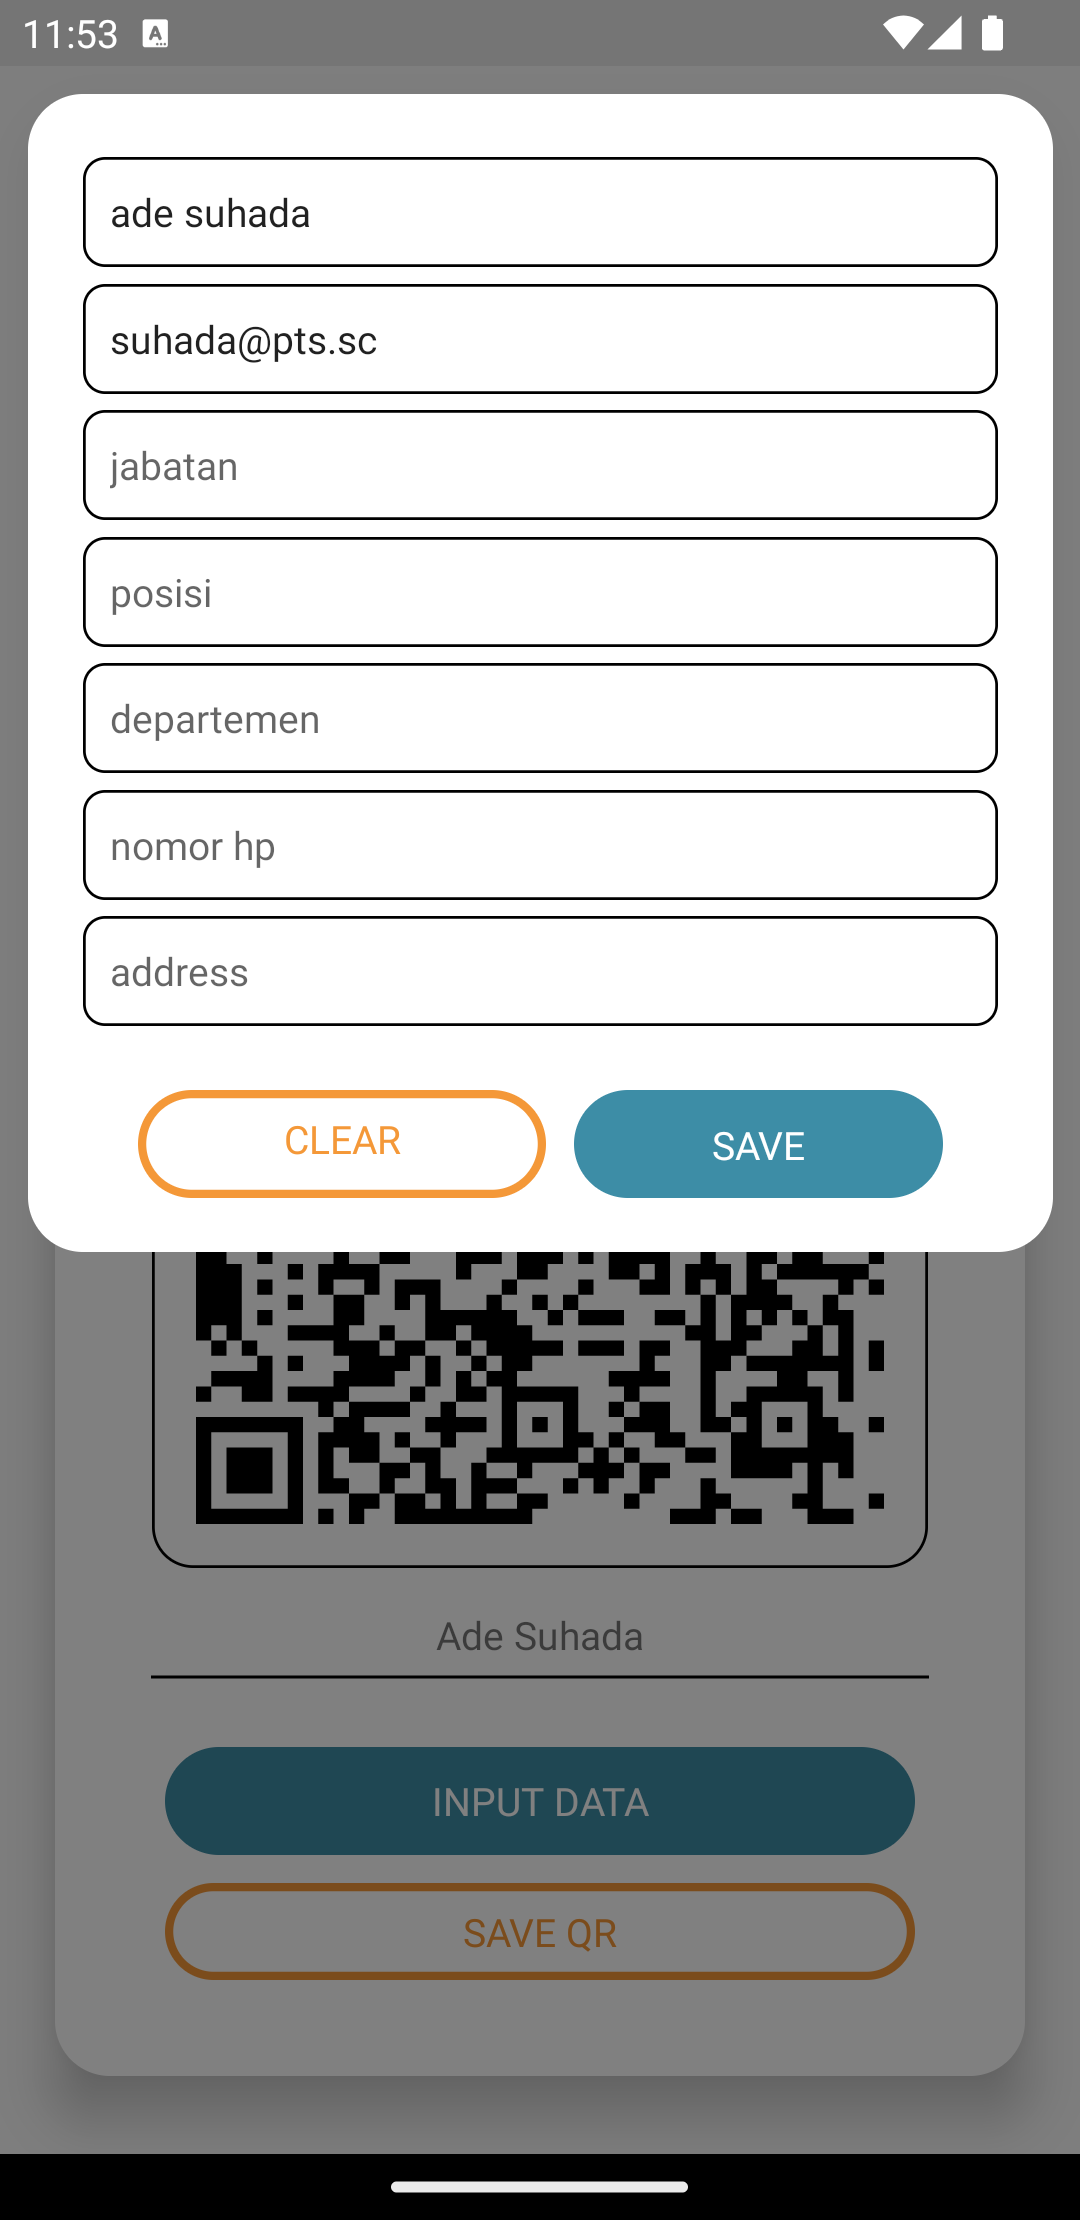 11:53
ade suhada
suhada@pts.sc
jabatan
posisi
departemen
nomor hp
address
CLEAR
SAVE
Ade Suhada
INPUT DATA
SAVE QR